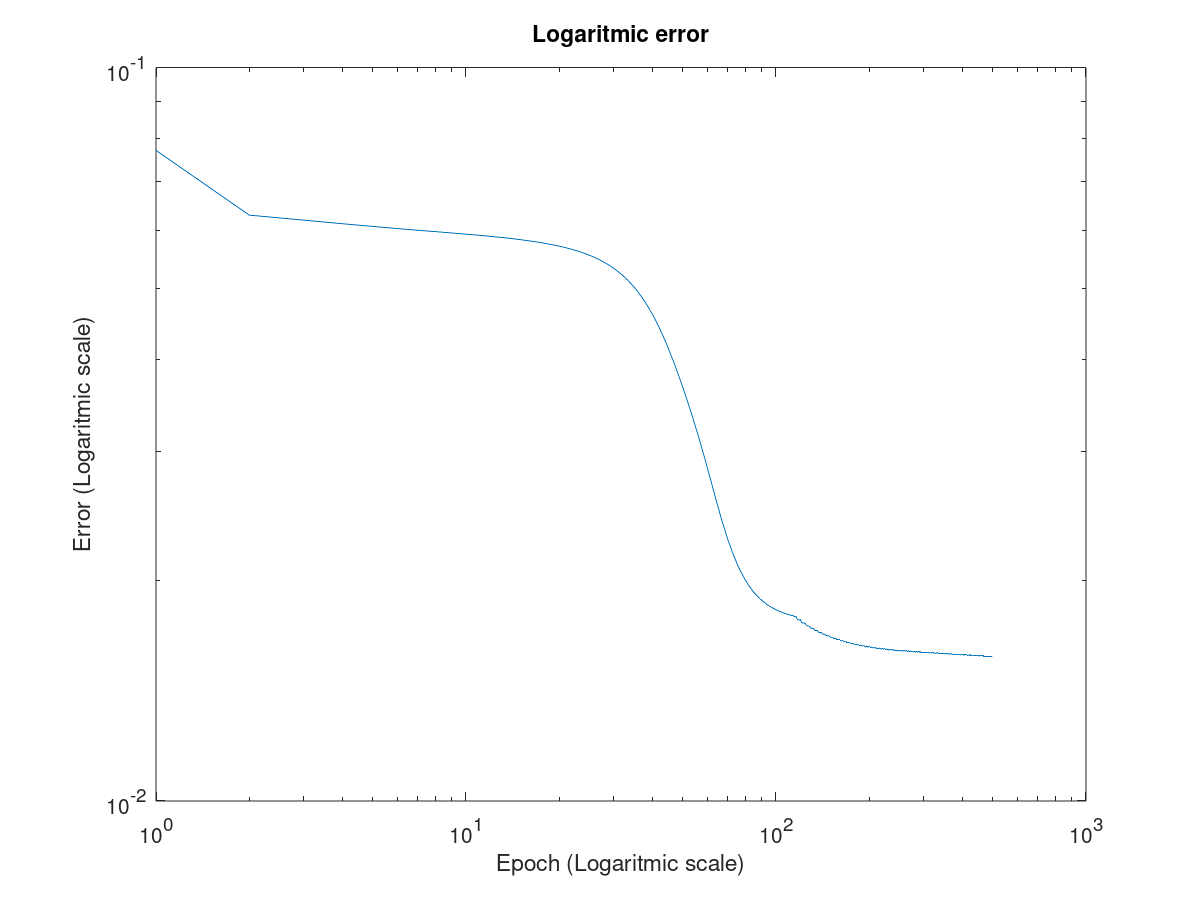 Logaritmic error
10^-1
Error (Logaritmic scale)
10^-2
10^0 10^1 10^2 10^3
Epoch (Logaritmic scale)